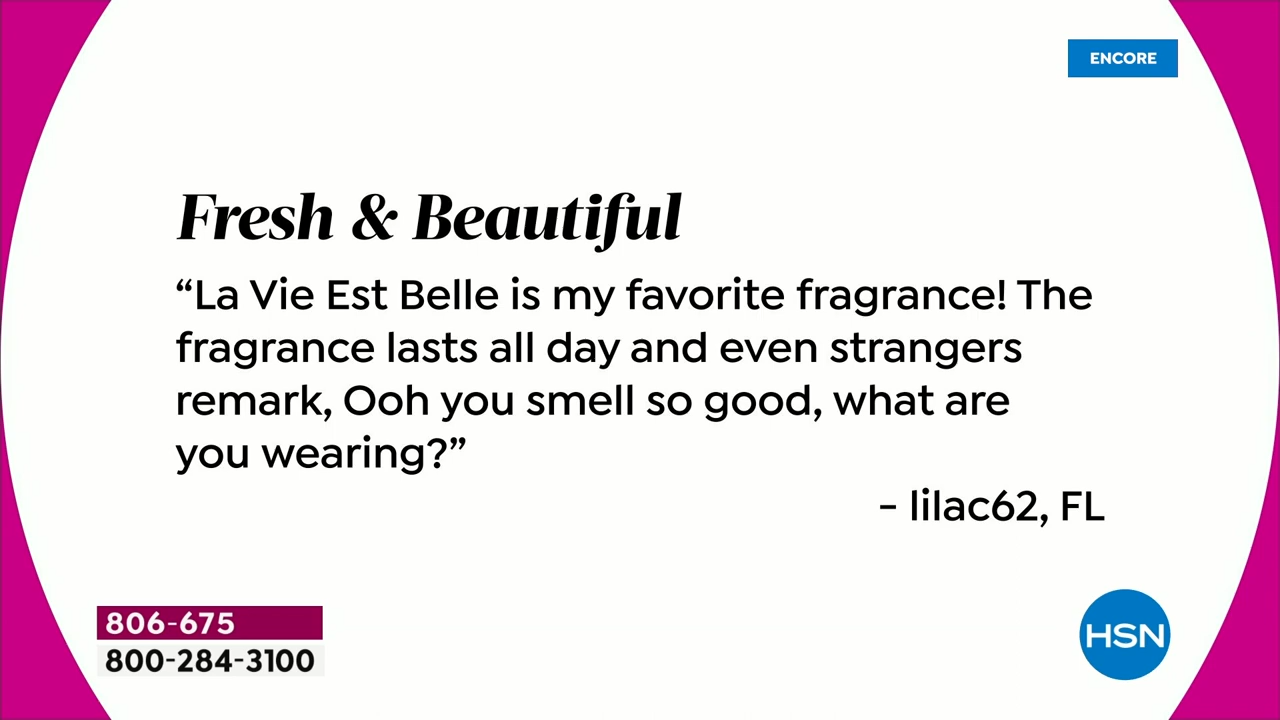 ENCORE
Fresh & Beautiful
“La Vie Est Belle is my favorite fragrance! The
fragrance lasts all day and even strangers
remark, Ooh you smell so good, what are
you wearing?”
- lilac62, FL
806-675
800-284-3100
HSN